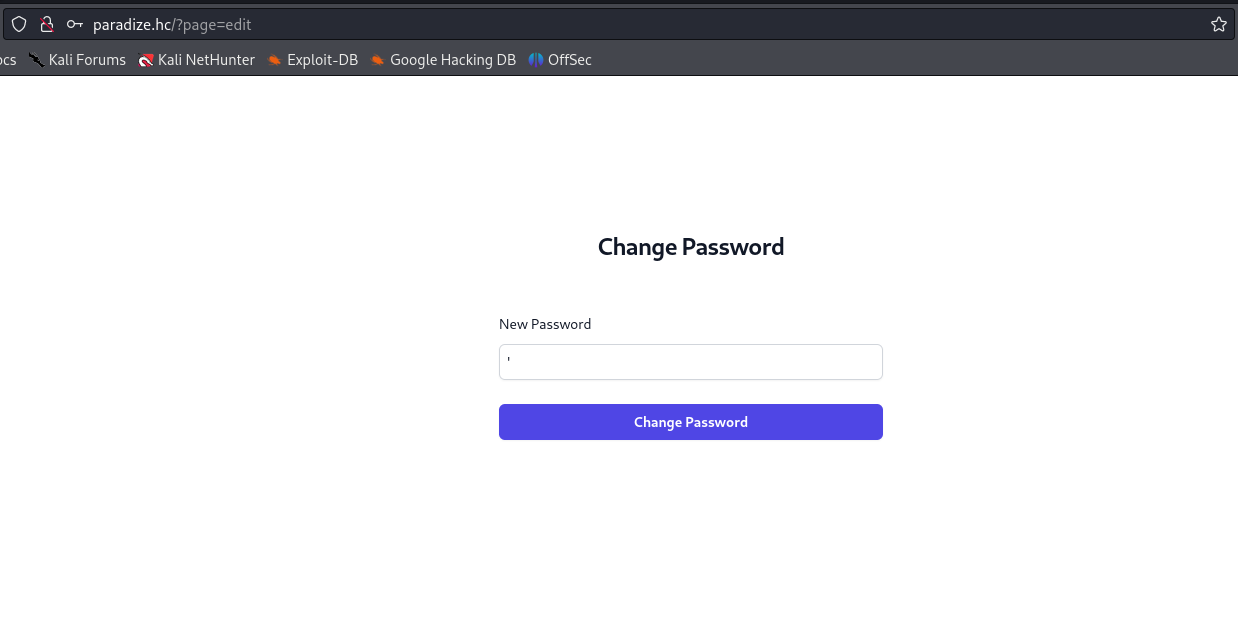 paradize.hc/?page=edit
ocs Kali Forums Kali NetHunter Exploit-DB Google Hacking DB OffSec
Change Password
New Password
'
Change Password